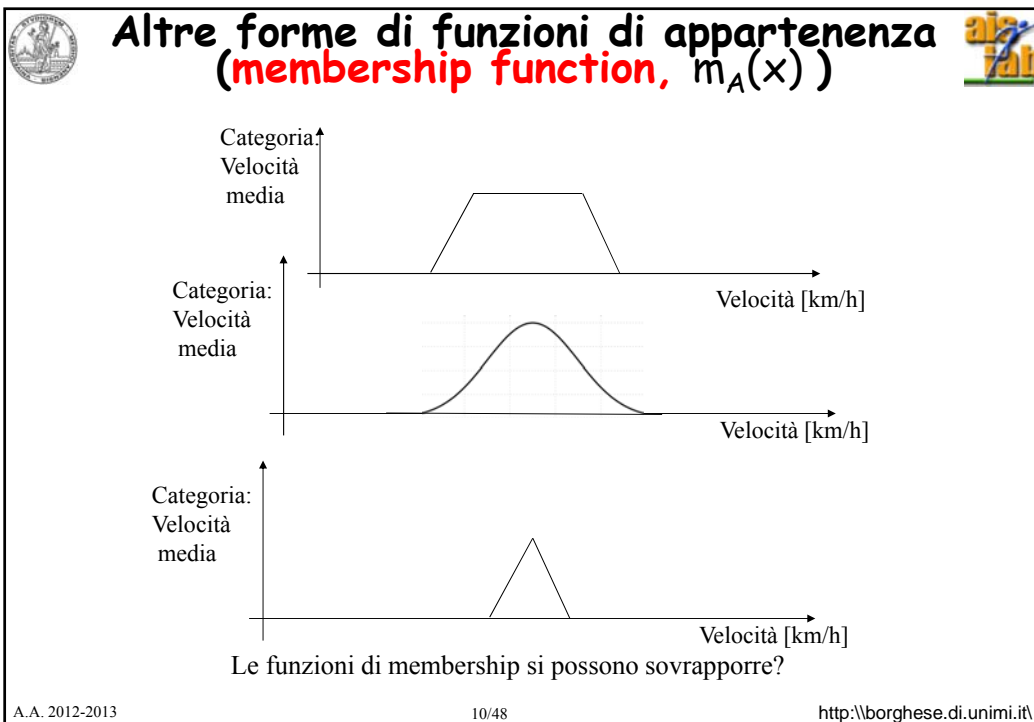 Altre forme di funzioni di appartenenza
(membership function, mA(x) )
Categoria:
Velocità
media
Velocità [km/h]
Categoria:
Velocità
media
Velocità [km/h]
Categoria:
Velocità
media
Velocità [km/h]
Le funzioni di membership si possono sovrapporre?
A.A. 2012-2013
10/48
http:\\borghese.di.unimi.it\